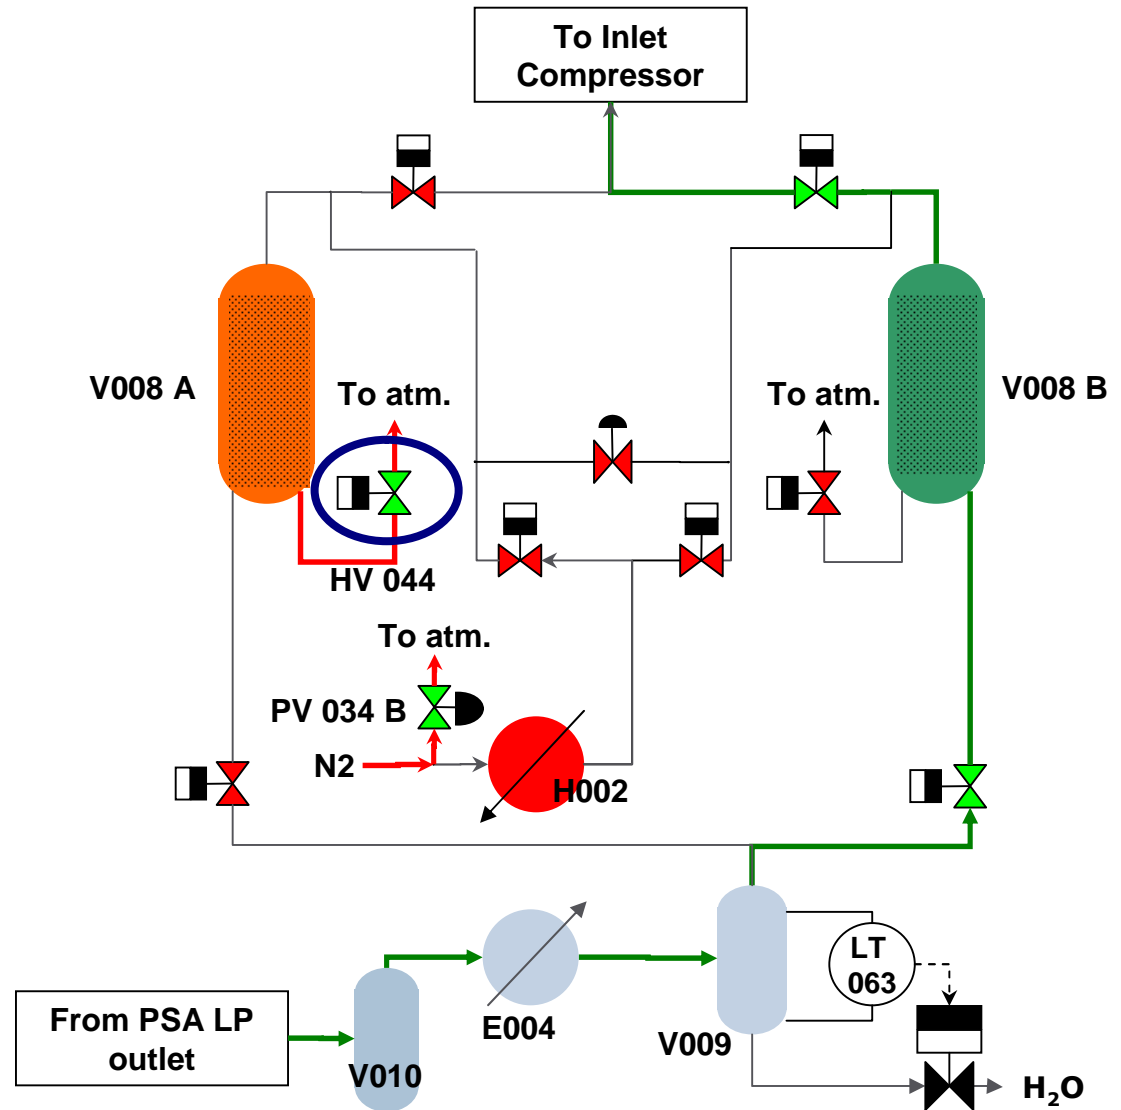 To Inlet
Compressor
V008 A
To atm.
To atm.
V008 B
HV 044
To atm.
PV 034 B
N2
H002
LT
063
From PSA LP
outlet
E004
V009
V010
H₂O